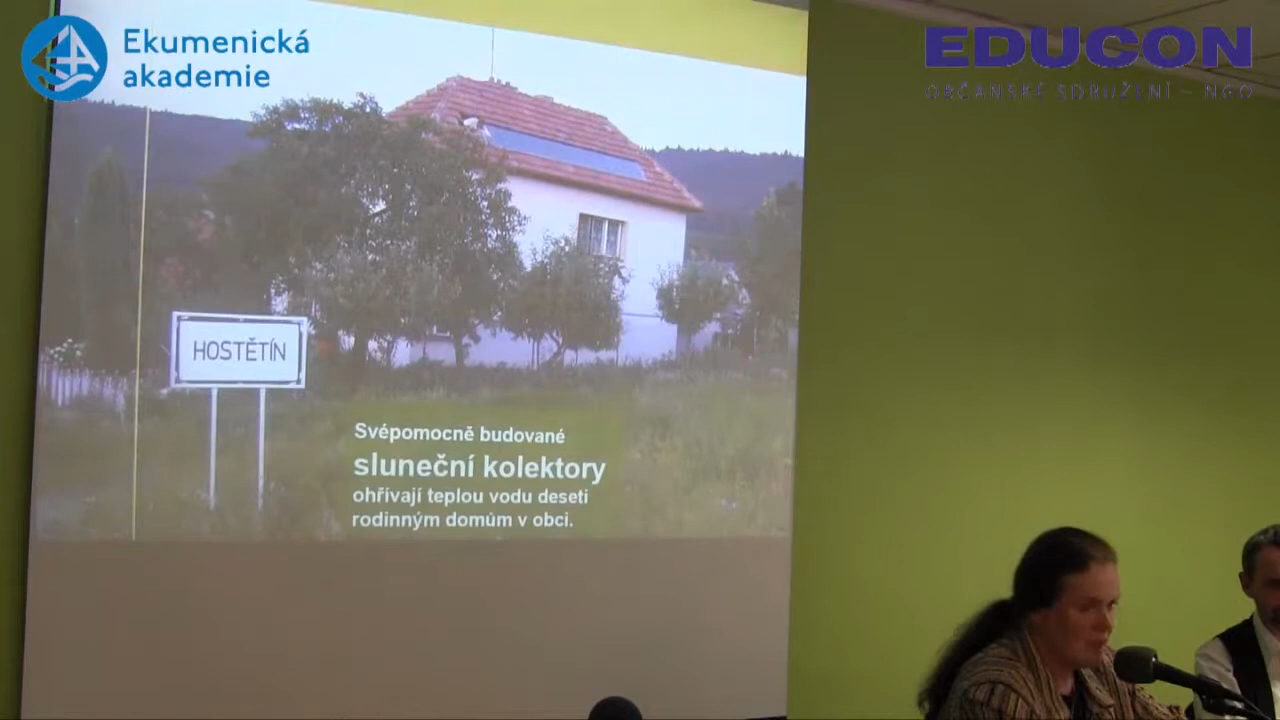 Ekumenická
akademie
EDUCON
OBČANSKÉ SDRUŽENÍ – NGO
HOSTĚTÍN
Svépomocně budované
sluneční kolektory
ohřívají teplou vodu deseti
rodinným domům v obci.